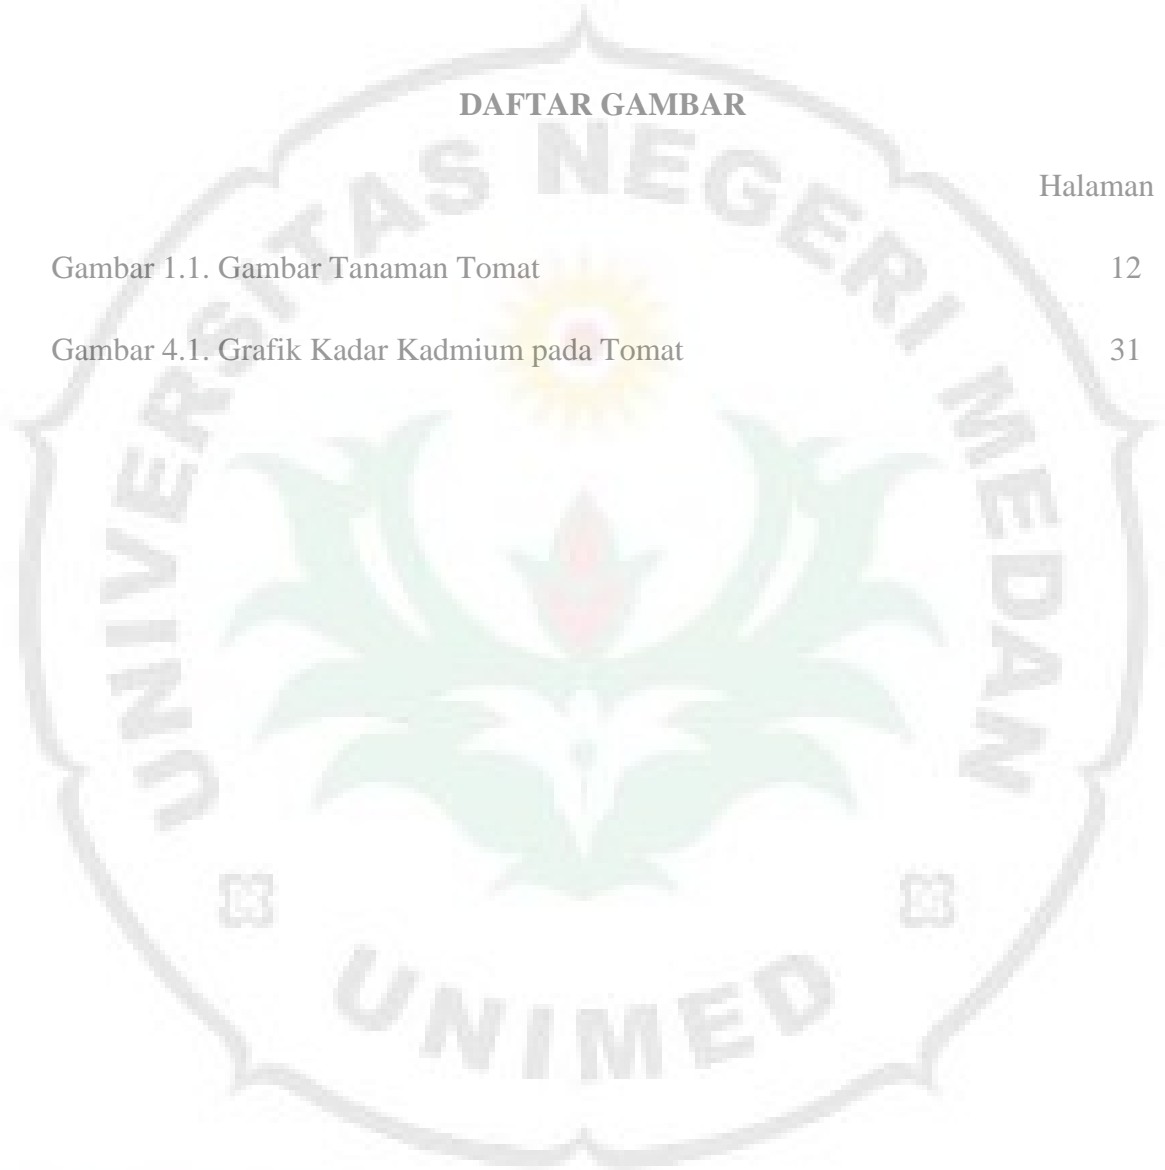 DAFTAR GAMBAR
Halaman
Gambar 1.1. Gambar Tanaman Tomat 12
Gambar 4.1. Grafik Kadar Kadmium pada Tomat 31
UNIVERSITAS NEGERI MEDAN
UNIMED